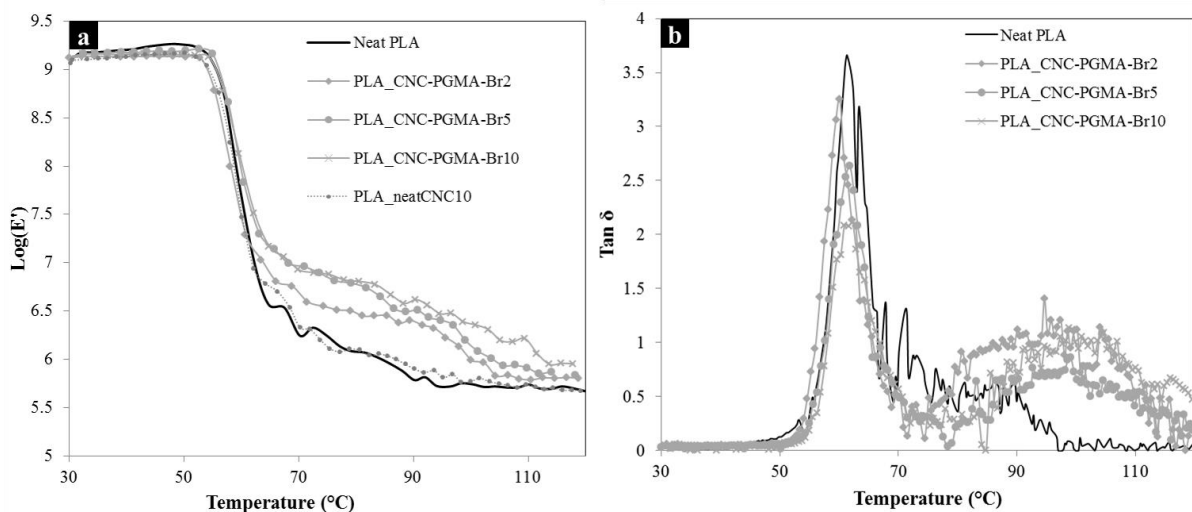 a
9.5
9
8.5
8
7.5
7
6.5
6
5.5
5
Log(E')
30
50
70
90
110
Temperature (°C)
Neat PLA
PLA_CNC-PGMA-Br2
PLA_CNC-PGMA-Br5
PLA_CNC-PGMA-Br10
PLA_neatCNC10
b
4
3.5
3
2.5
2
1.5
1
0.5
0
Tan δ
30
50
70
90
110
Temperature (°C)
Neat PLA
PLA_CNC-PGMA-Br2
PLA_CNC-PGMA-Br5
PLA_CNC-PGMA-Br10